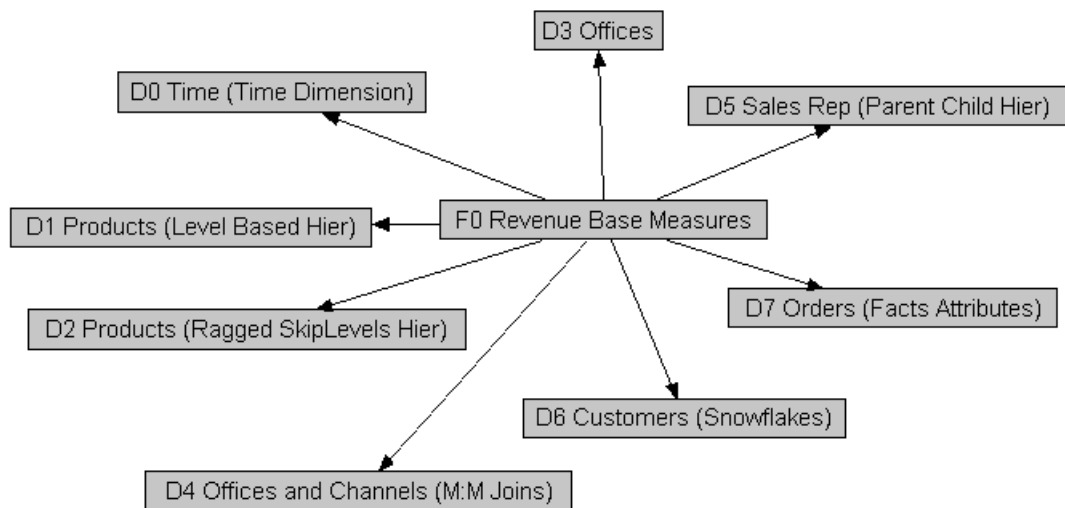 D3 Offices
D0 Time (Time Dimension)
D5 Sales Rep (Parent Child Hier)
F0 Revenue Base Measures
D1 Products (Level Based Hier)
D7 Orders (Facts Attributes)
D2 Products (Ragged SkipLevels Hier)
D6 Customers (Snowflakes)
D4 Offices and Channels (M:M Joins)